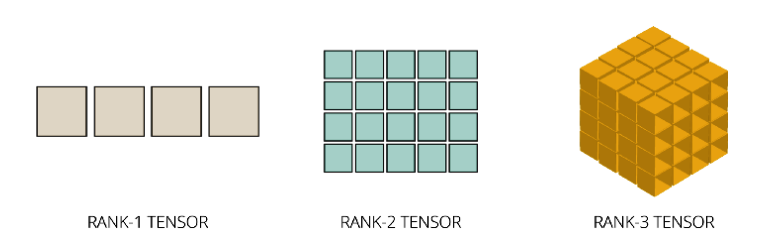 RANK-1 TENSOR
RANK-2 TENSOR
RANK-3 TENSOR